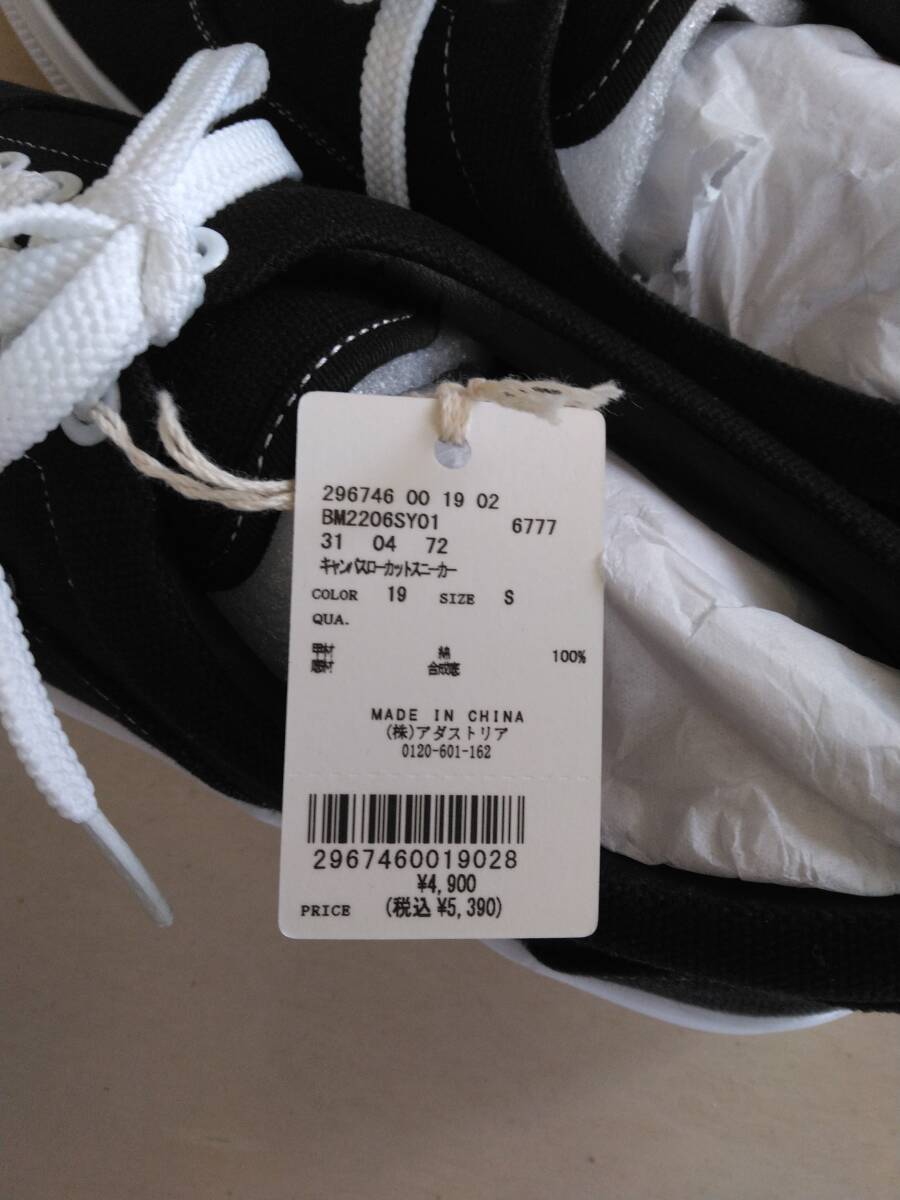 296746 00 19 02
BM2206SY01 6777
31 04 72
キャンバスローカットスニーカー
COLOR 19 SIZE S
QUA.
甲材 綿 100%
底材 合成底
MADE IN CHINA
(株)アダストリア
0120-601-162
2967460019028
¥4,900
PRICE (税込 ¥5,390)